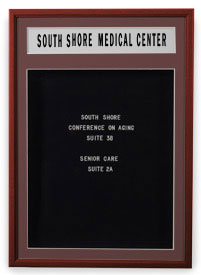 SOUTH SHORE MEDICAL CENTER
SOUTH SHORE
CONFERENCE ON AGING
SUITE 3B
SENIOR CARE
SUITE 2A